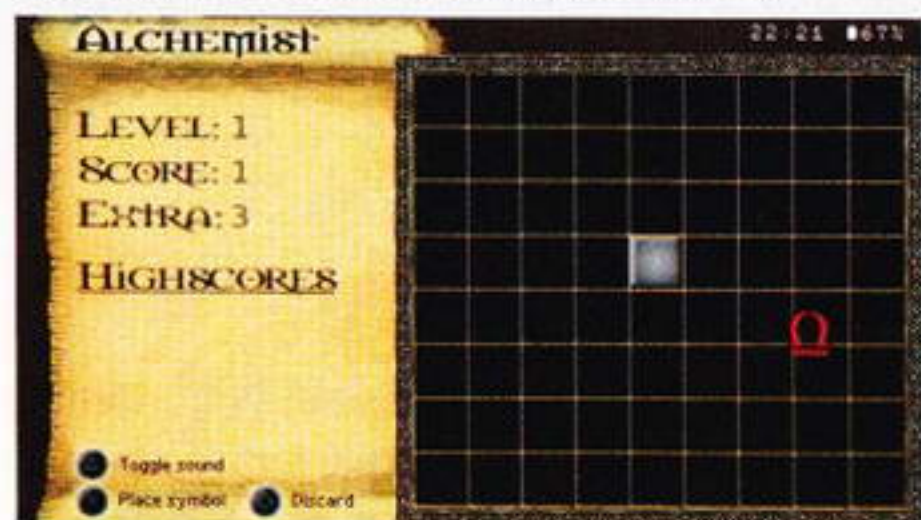 ALCHEMIST
22:21 67%
LEVEL: 1
SCORE: 1
EXTRA: 3
HIGHSCORES
Ω
Toggle sound
Place symbol Discard